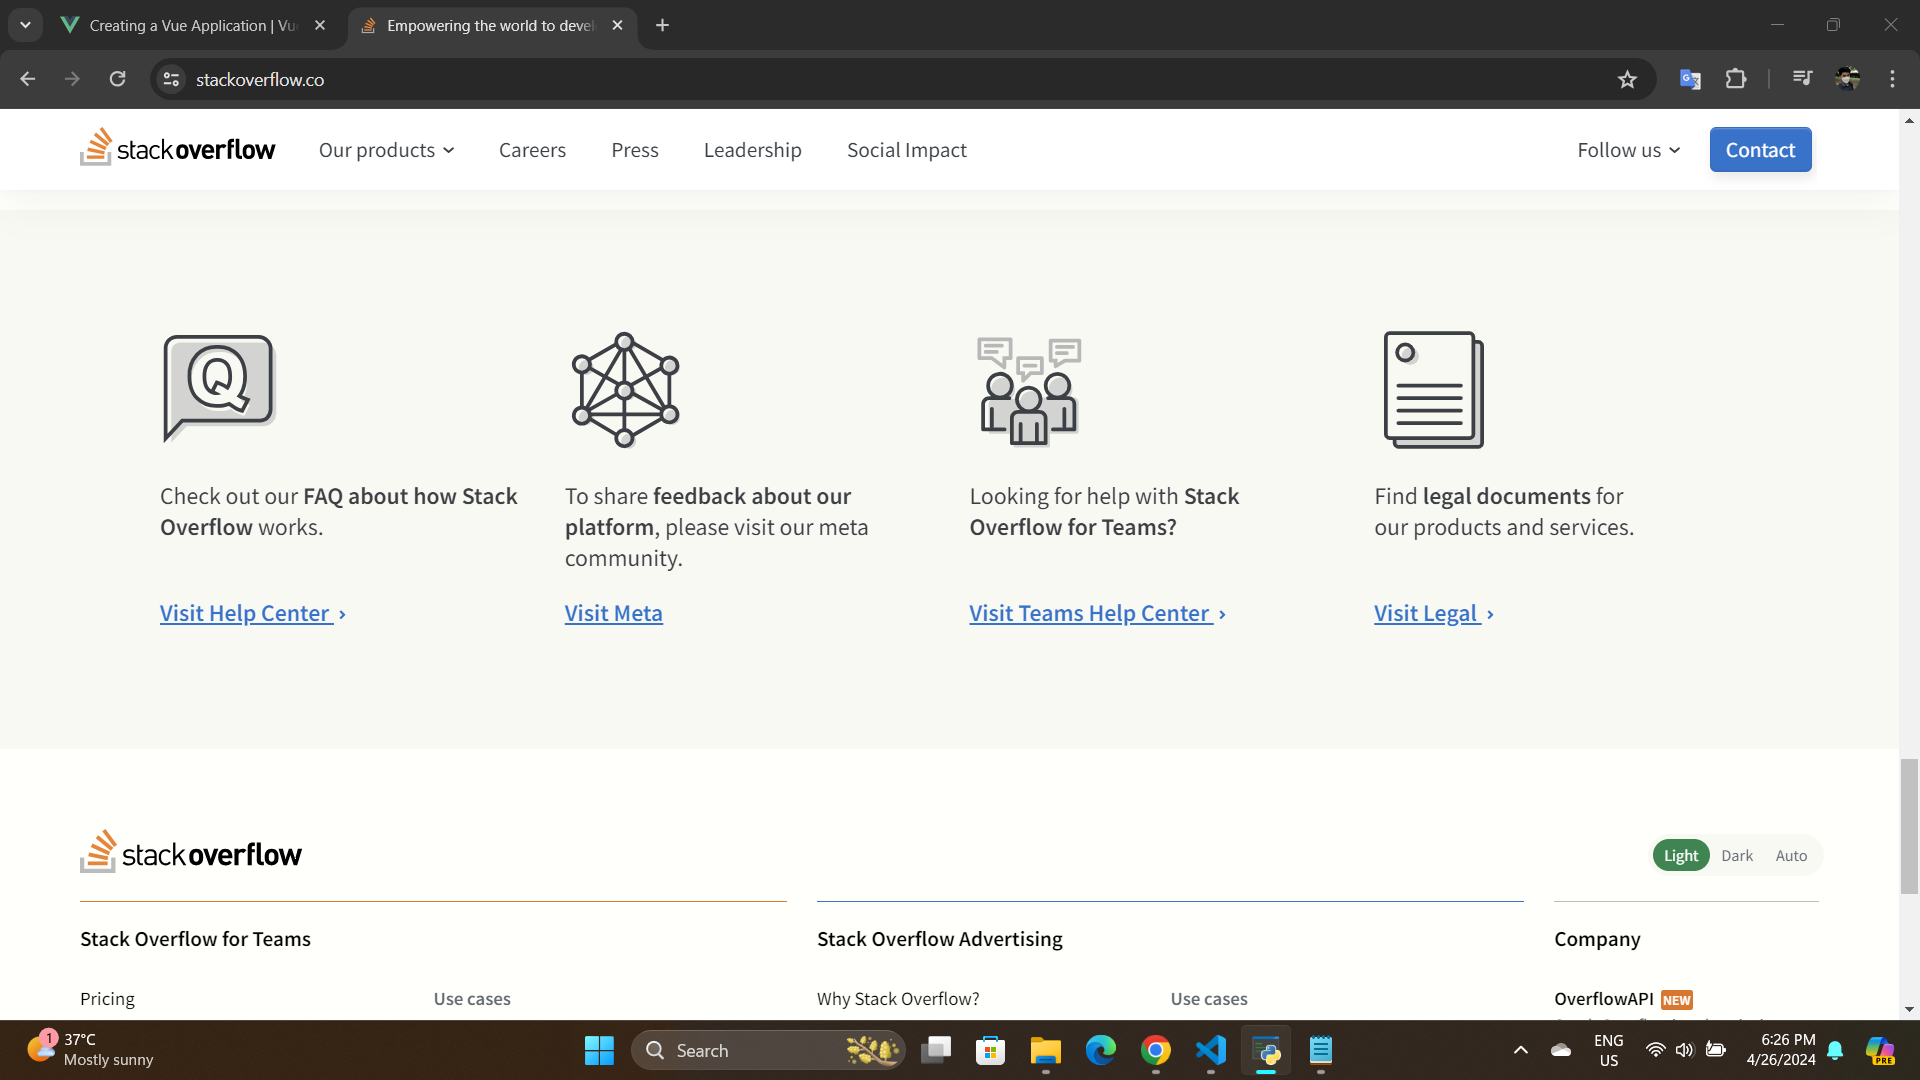 Creating a Vue Application | Vu
Empowering the world to devel
stackoverflow.co
stackoverflow
Our products
Careers
Press
Leadership
Social Impact
Follow us
Contact
Q
Check out our FAQ about how Stack
Overflow works.
Visit Help Center ›
To share feedback about our
platform, please visit our meta
community.
Visit Meta
Looking for help with Stack
Overflow for Teams?
Visit Teams Help Center ›
Find legal documents for
our products and services.
Visit Legal ›
stackoverflow
Light
Dark
Auto
Stack Overflow for Teams
Pricing
Use cases
Stack Overflow Advertising
Why Stack Overflow?
Use cases
Company
OverflowAPI NEW
1
37°C
Mostly sunny
Search
ENG
US
6:26 PM
4/26/2024
PRE